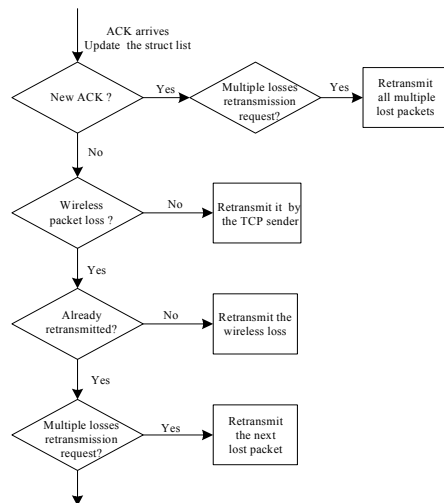 ACK arrives
Update the struct list
New ACK ?
Yes
Multiple losses
retransmission
request?
Yes
Retransmit
all multiple
lost packets
No
Wireless
packet loss ?
No
Retransmit it by
the TCP sender
Yes
Already
retransmitted?
No
Retransmit the
wireless loss
Yes
Multiple losses
retransmission
request?
Yes
Retransmit
the next
lost packet